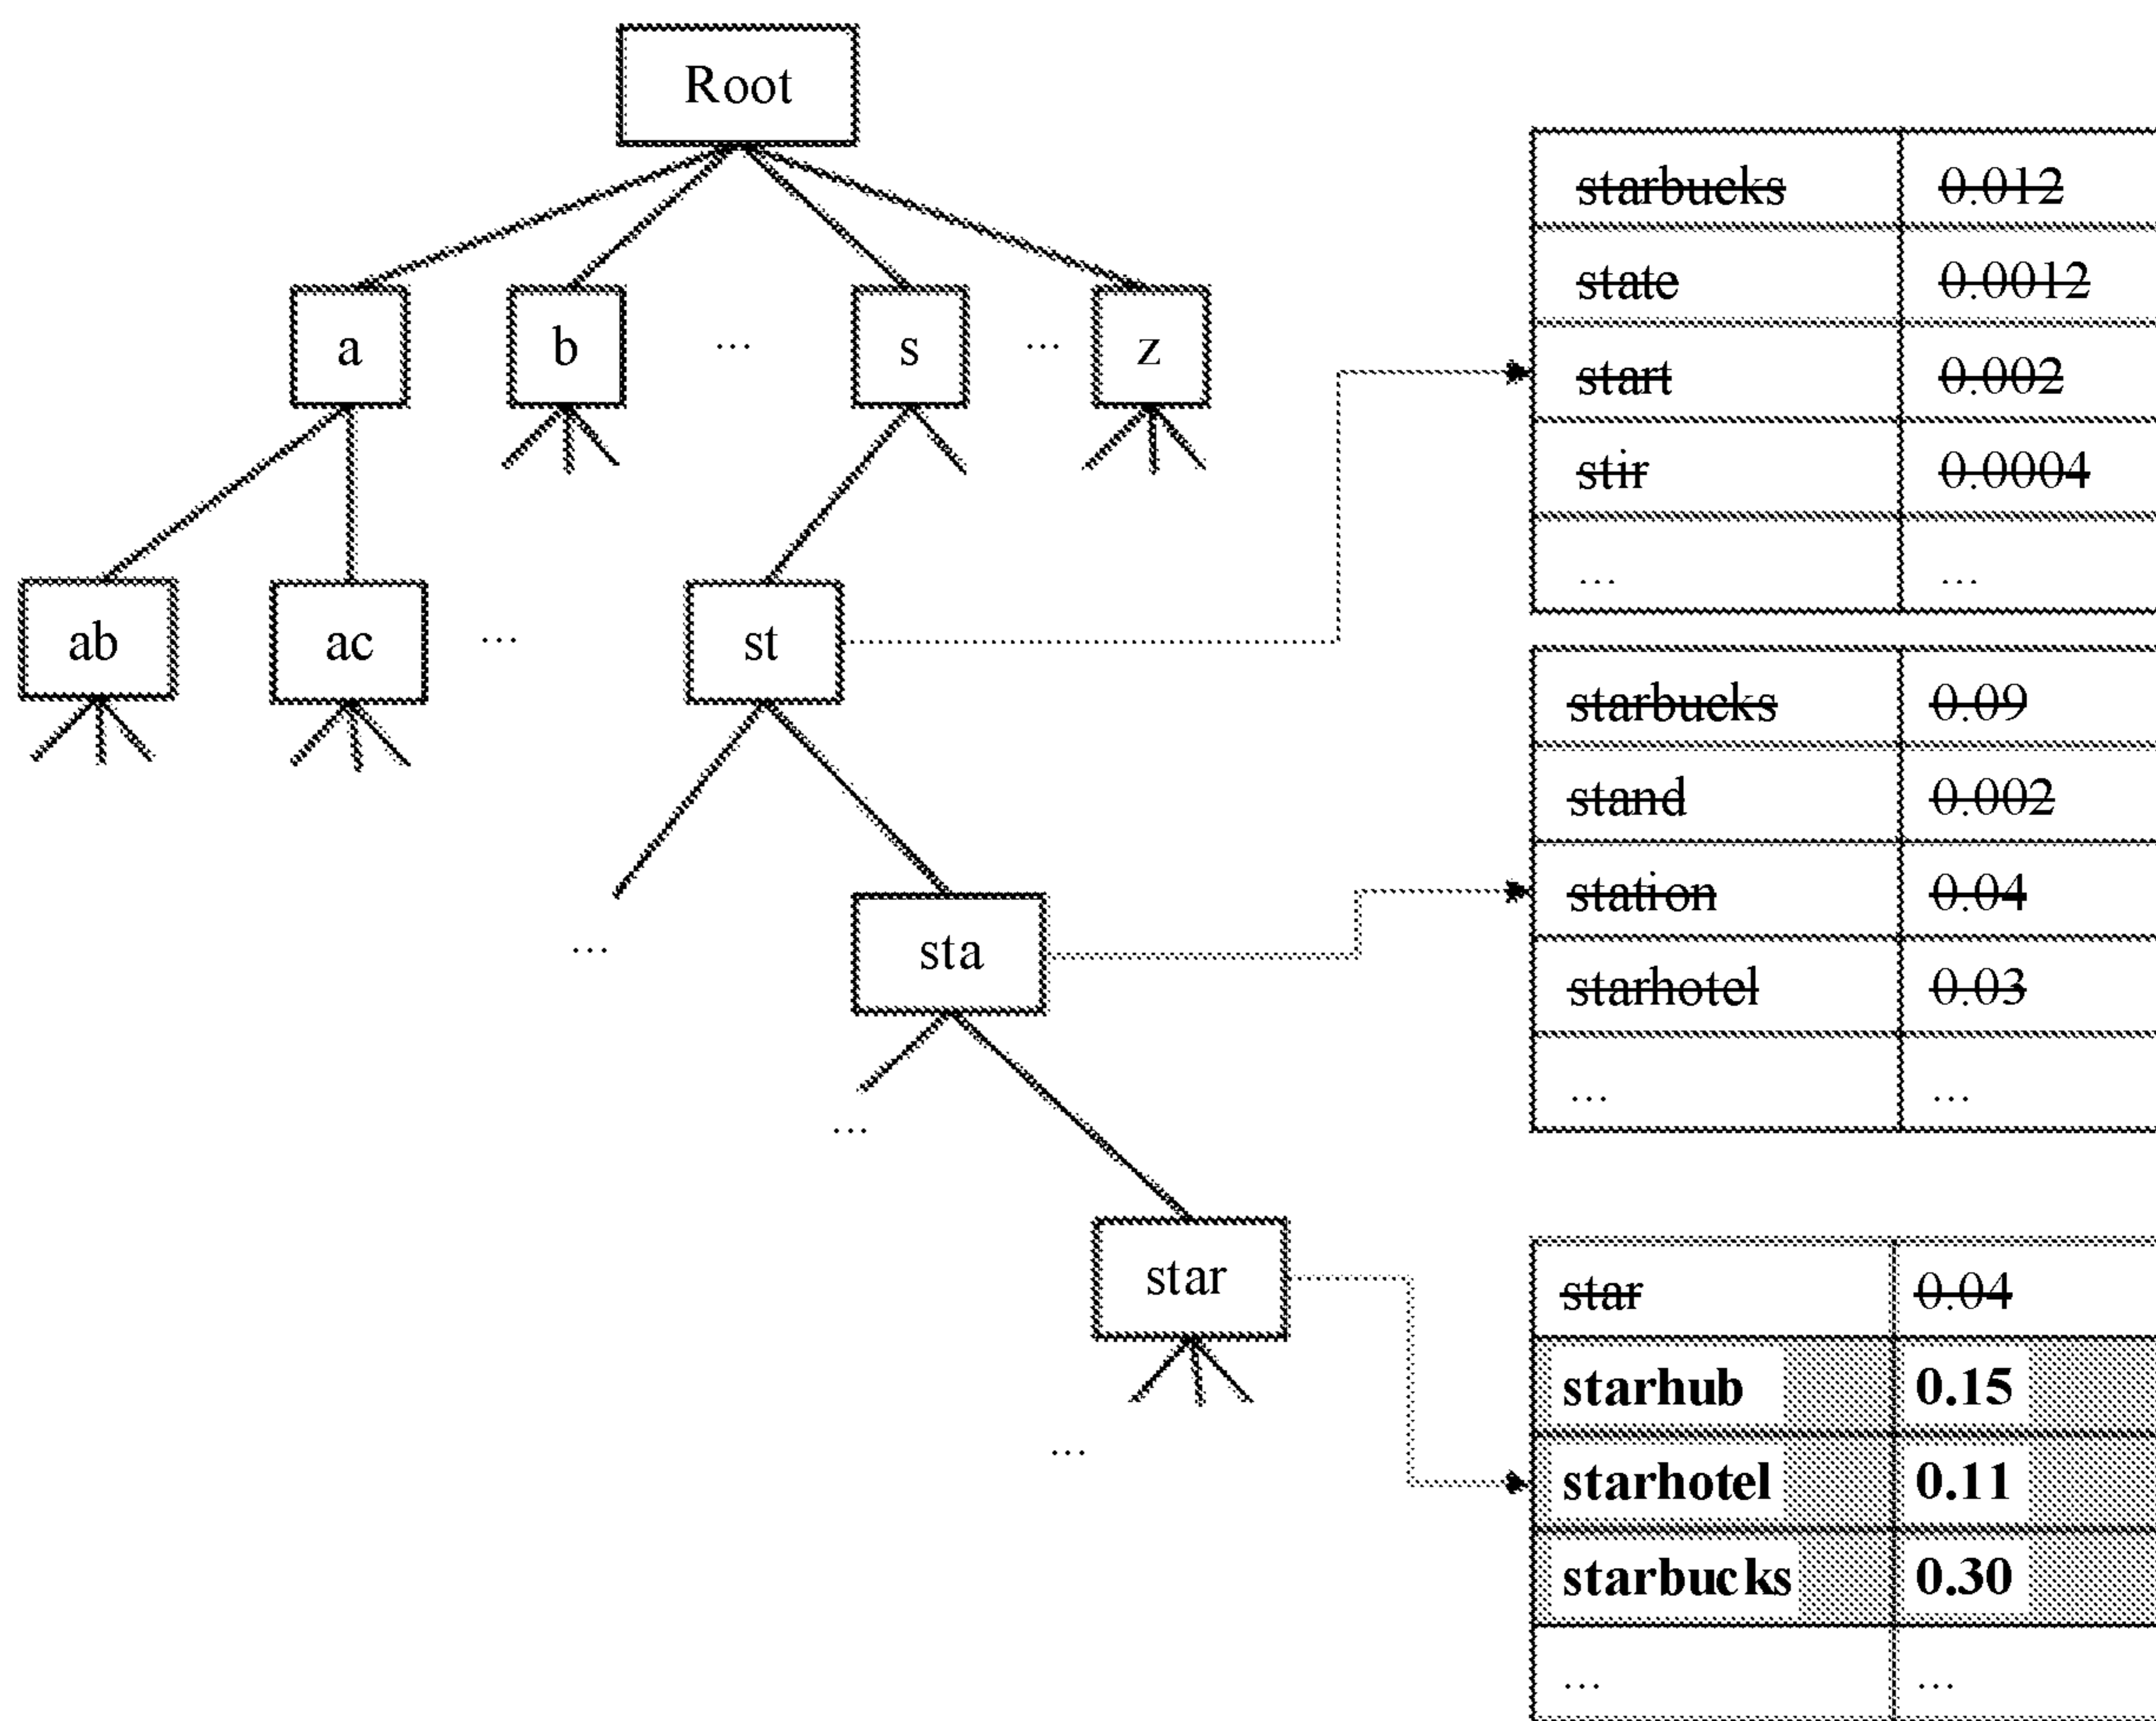 Root
a b ... s ... z
ab ac ... st
...
sta
...
star
...
starbucks 0.012
state 0.0012
start 0.002
stir 0.0004
... ...
starbucks 0.09
stand 0.002
station 0.04
starhotel 0.03
... ...
star 0.04
starhub 0.15
starhotel 0.11
starbucks 0.30
... ...